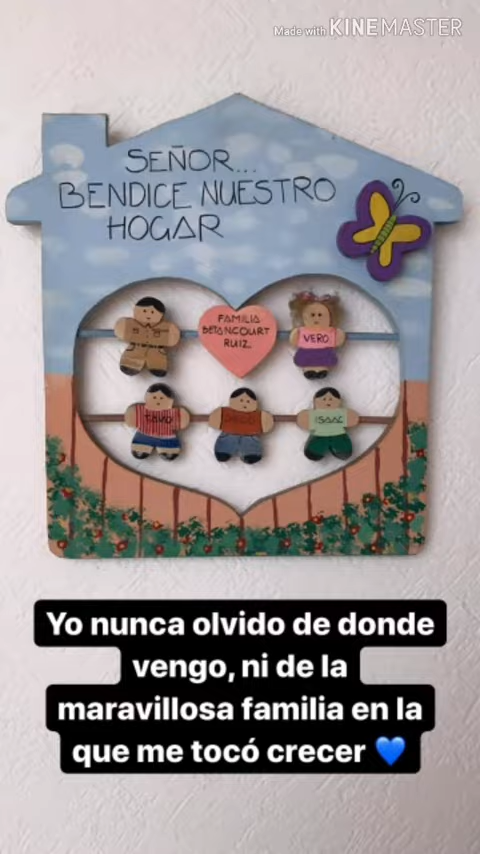 Made with KINEMASTER
SEÑOR...
BENDICE NUESTRO
HOGAR
FAMILIA
BETANCOURT
RUIZ
VERO
DIEGO
ISAAC
Yo nunca olvido de donde
vengo, ni de la
maravillosa familia en la
que me tocó crecer 💙